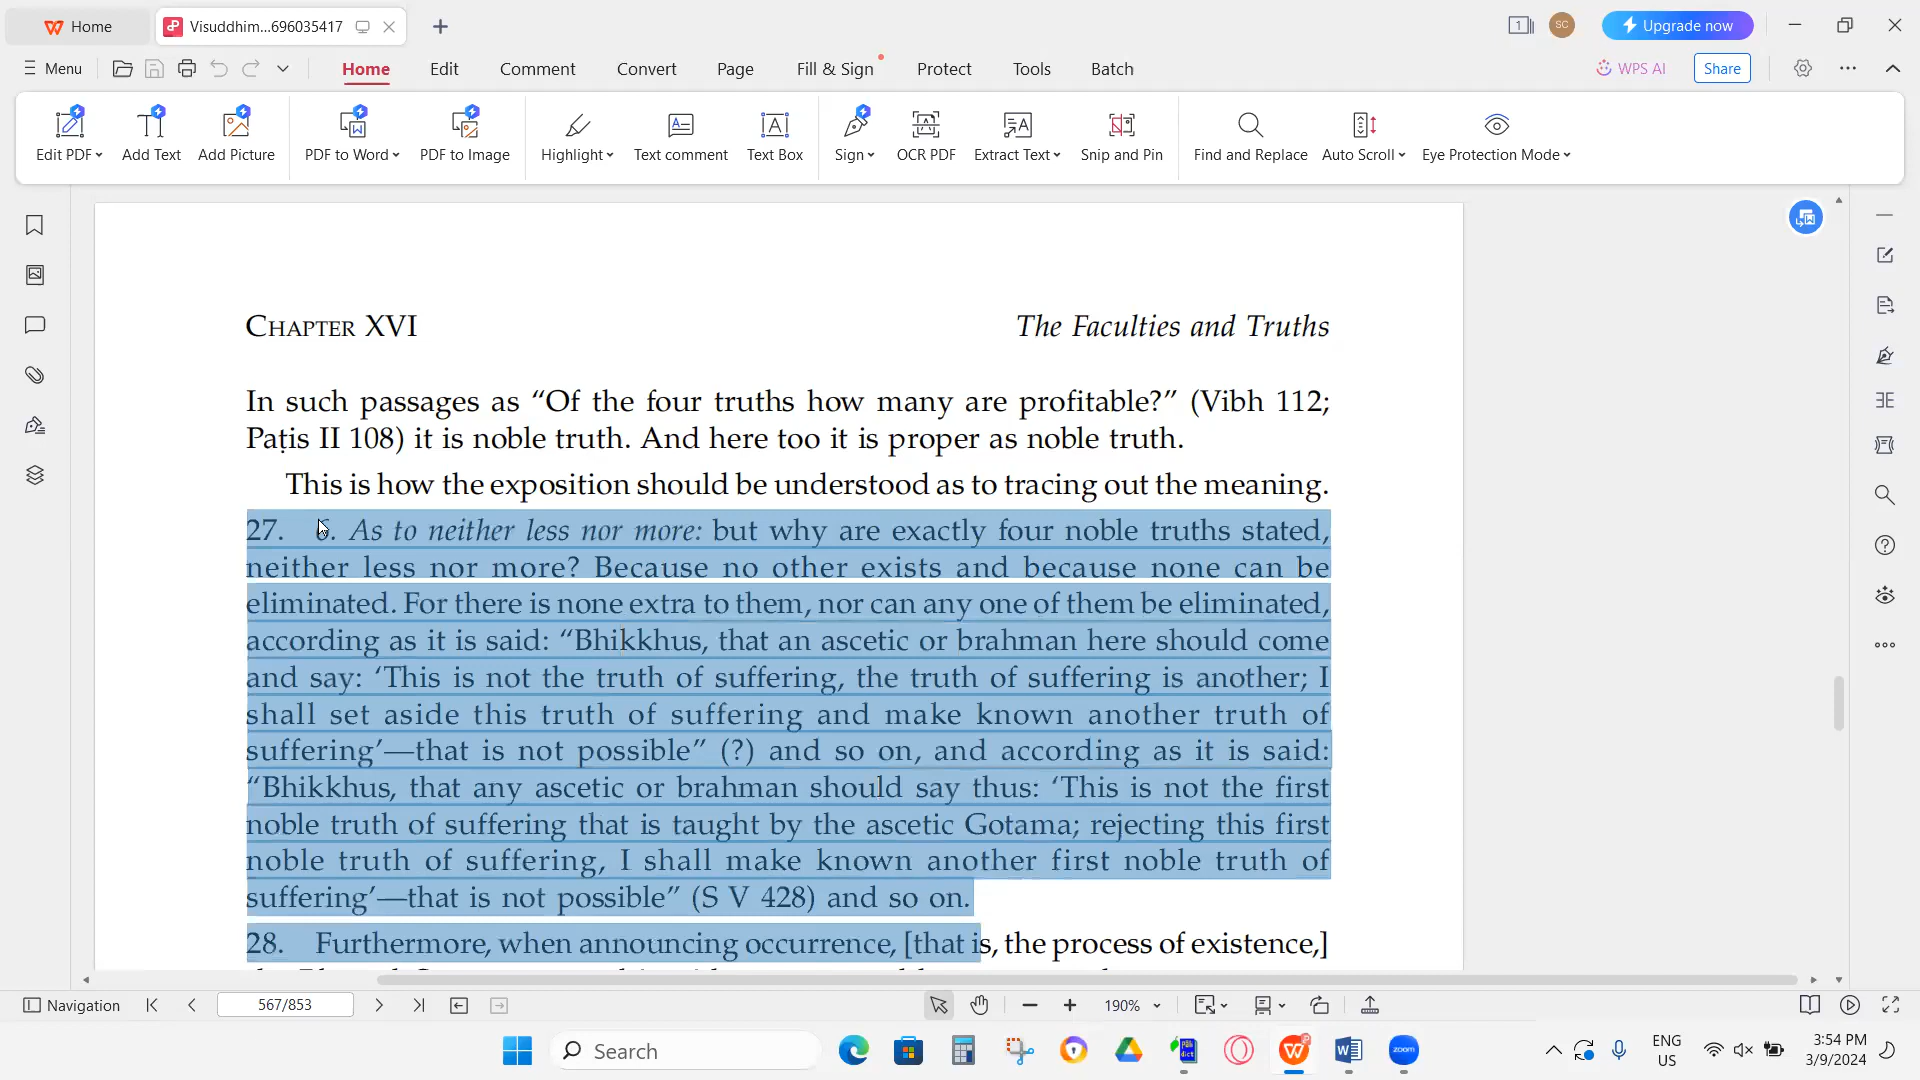 Home
Visuddhim...696035417
1
SC
Upgrade now
Menu
Home
Edit
Comment
Convert
Page
Fill & Sign
Protect
Tools
Batch
WPS AI
Share
Edit PDF
Add Text
Add Picture
PDF to Word
PDF to Image
Highlight
Text comment
Text Box
Sign
OCR PDF
Extract Text
Snip and Pin
Find and Replace
Auto Scroll
Eye Protection Mode
CHAPTER XVI
The Faculties and Truths
In such passages as “Of the four truths how many are profitable?” (Vibh 112;
Paṭis II 108) it is noble truth. And here too it is proper as noble truth.
This is how the exposition should be understood as to tracing out the meaning.
27. 6. As to neither less nor more: but why are exactly four noble truths stated,
neither less nor more? Because no other exists and because none can be
eliminated. For there is none extra to them, nor can any one of them be eliminated,
according as it is said: “Bhikkhus, that an ascetic or brahman here should come
and say: ‘This is not the truth of suffering, the truth of suffering is another; I
shall set aside this truth of suffering and make known another truth of
suffering’—that is not possible” (?) and so on, and according as it is said:
“Bhikkhus, that any ascetic or brahman should say thus: ‘This is not the first
noble truth of suffering that is taught by the ascetic Gotama; rejecting this first
noble truth of suffering, I shall make known another first noble truth of
suffering’—that is not possible” (S V 428) and so on.
28. Furthermore, when announcing occurrence, [that is, the process of existence,]
Navigation
567/853
190%
Search
zoom
ENG
US
3:54 PM
3/9/2024